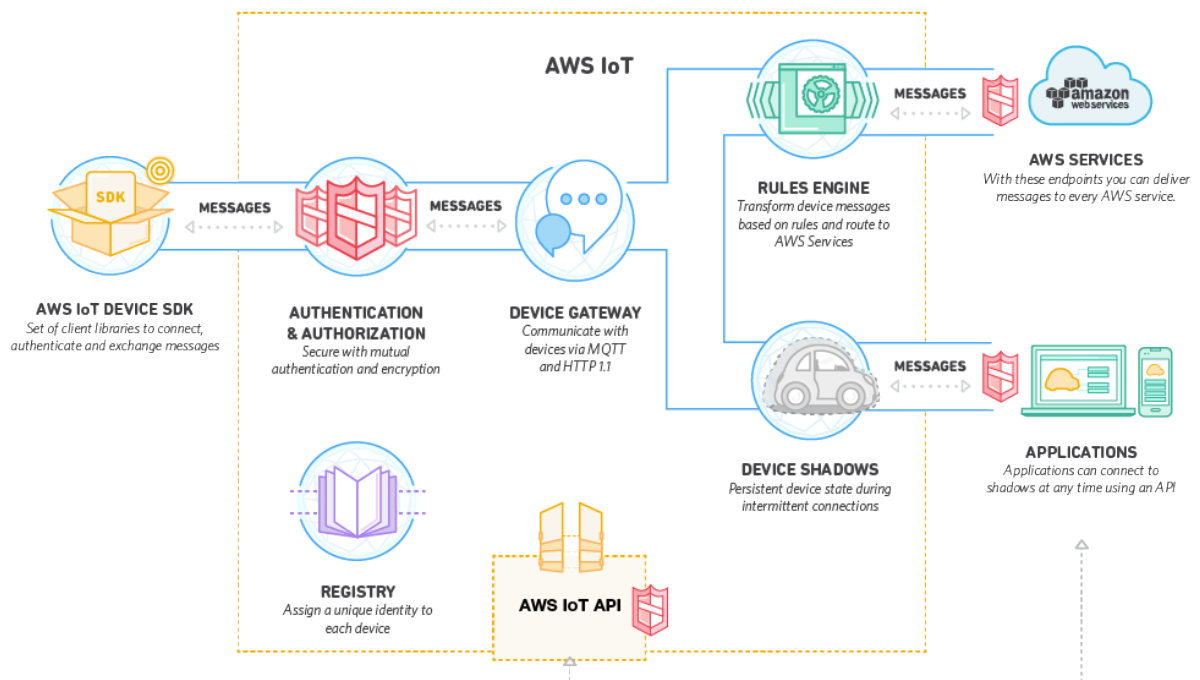 AWS IoT
MESSAGES
amazon
webservices
AWS SERVICES
With these endpoints you can deliver
messages to every AWS service.
RULES ENGINE
Transform device messages
based on rules and route to
AWS Services
SDK
MESSAGES
MESSAGES
AWS IoT DEVICE SDK
Set of client libraries to connect,
authenticate and exchange messages
AUTHENTICATION
& AUTHORIZATION
Secure with mutual
authentication and encryption
DEVICE GATEWAY
Communicate with
devices via MQTT
and HTTP 1.1
MESSAGES
DEVICE SHADOWS
Persistent device state during
intermittent connections
APPLICATIONS
Applications can connect to
shadows at any time using an API
REGISTRY
Assign a unique identity to
each device
AWS IoT API